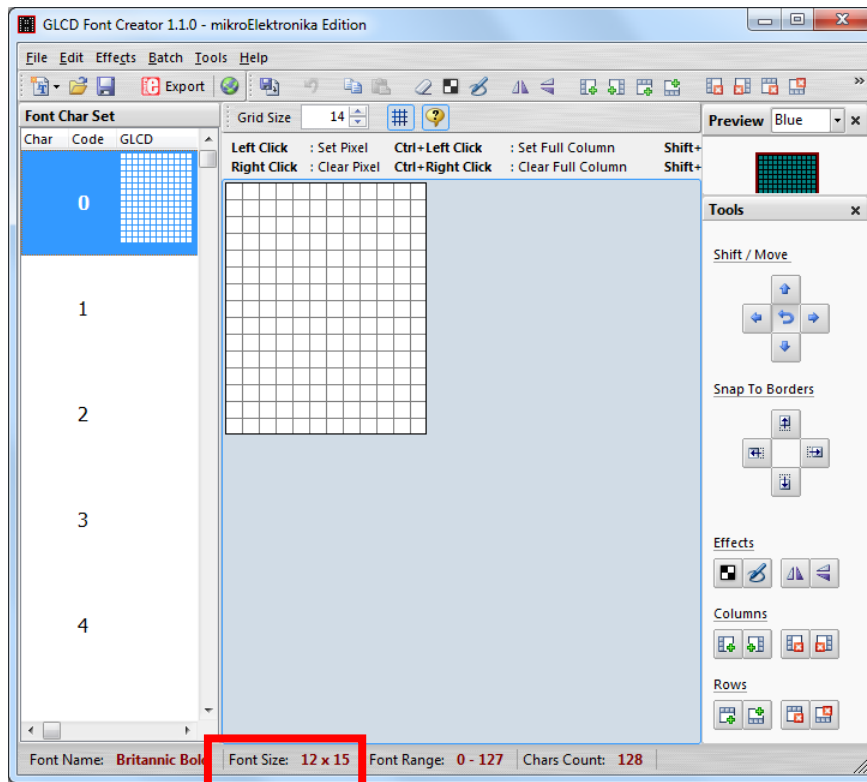 GLCD Font Creator 1.1.0 - mikroElektronika Edition
File Edit Effects Batch Tools Help
Export
Font Char Set
Grid Size 14
Preview Blue
Char Code GLCD
Left Click : Set Pixel Ctrl+Left Click : Set Full Column Shift+
Right Click : Clear Pixel Ctrl+Right Click : Clear Full Column Shift+
0
Tools
Shift / Move
1
Snap To Borders
2
3
Effects
Columns
4
Rows
Font Name: Britannic Bold Font Size: 12 x 15 Font Range: 0 - 127 Chars Count: 128